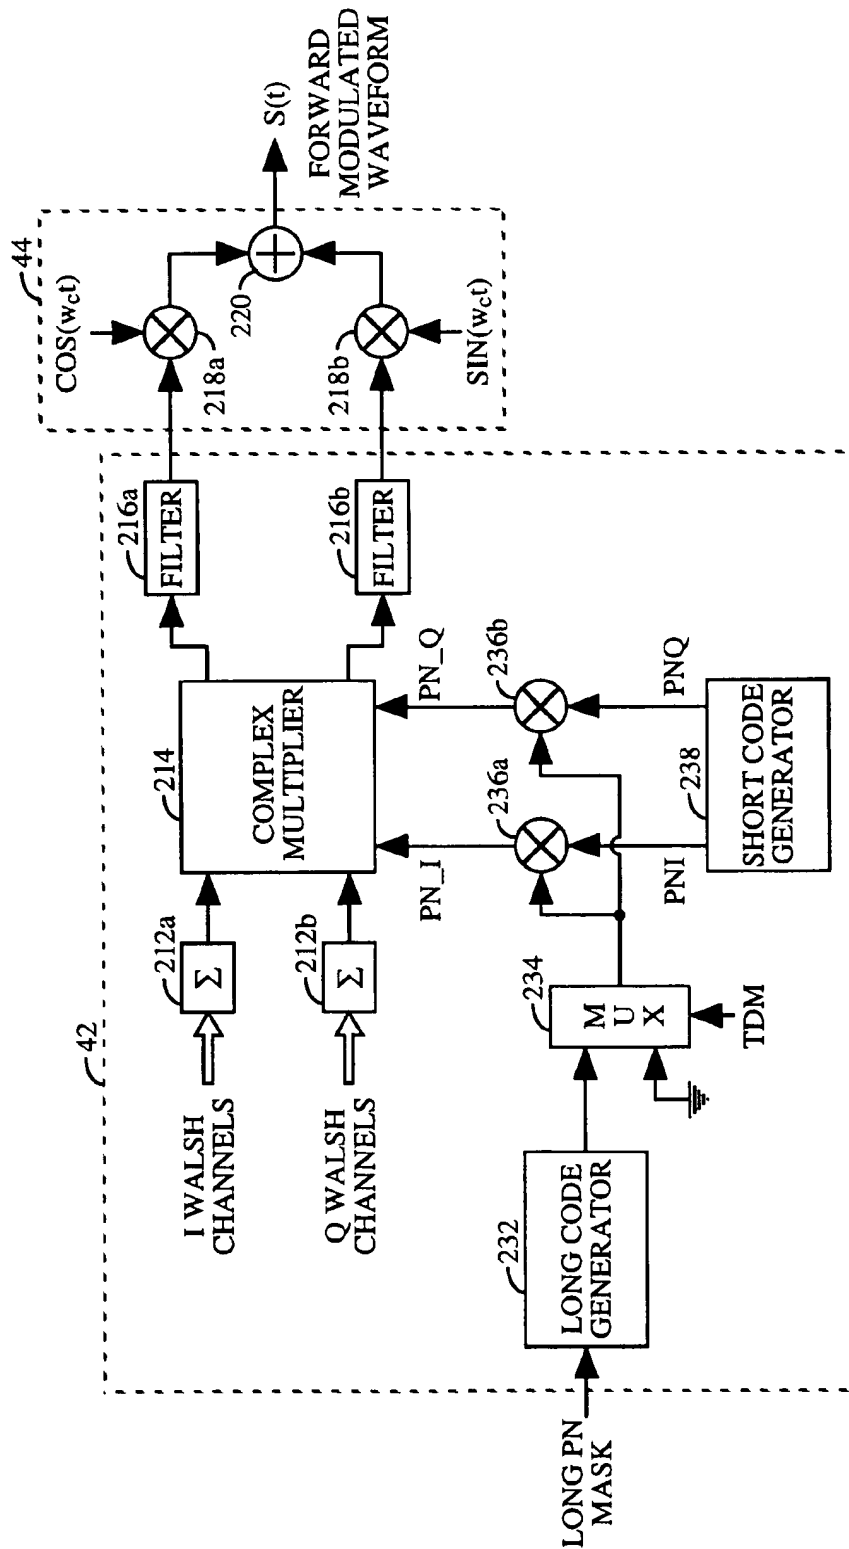 42
44
I WALSH
CHANNELS
212a
Σ
Q WALSH
CHANNELS
212b
Σ
214
COMPLEX
MULTIPLIER
216a
FILTER
216b
FILTER
COS(w_ct)
218a
218b
SIN(w_ct)
220
S(t)
FORWARD
MODULATED
WAVEFORM
PN_I
PN_Q
236a
236b
LONG PN
MASK
232
LONG CODE
GENERATOR
234
M
U
X
TDM
PNI
PNQ
238
SHORT CODE
GENERATOR